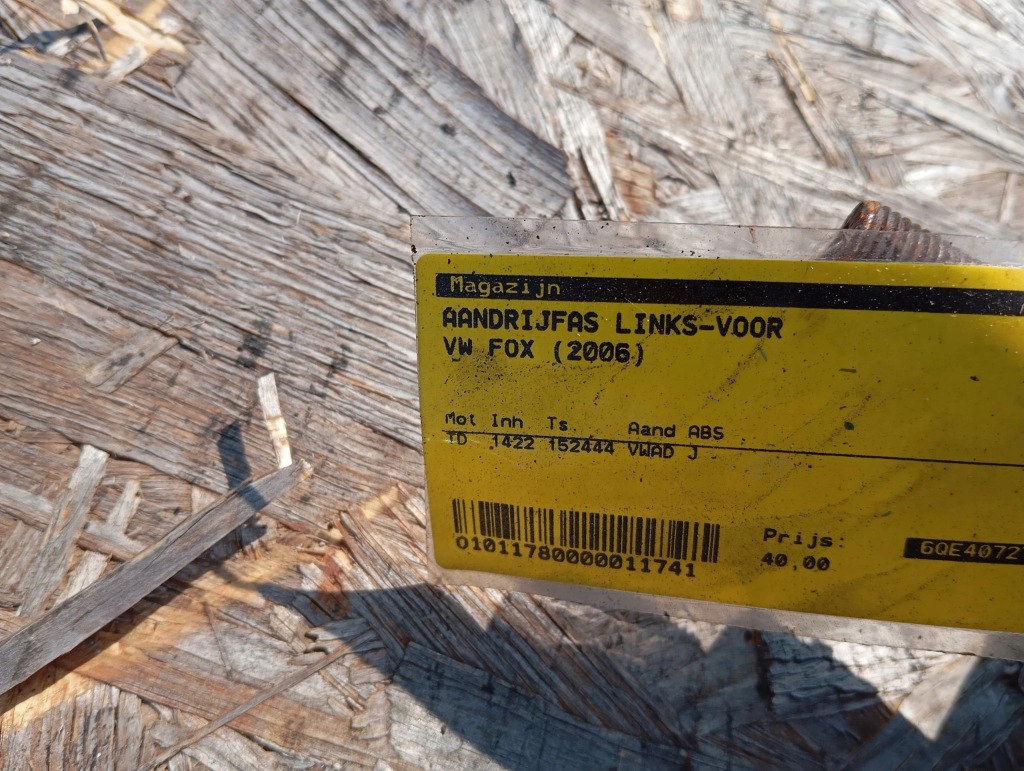 Magazijn
AANDRIJFAS LINKS-VOOR
VW FOX (2006)
Mot Inh Ts. Aand ABS
TD 1422 152444 VWAD J
Prijs:
40,00
6QE4072
010117800000011741